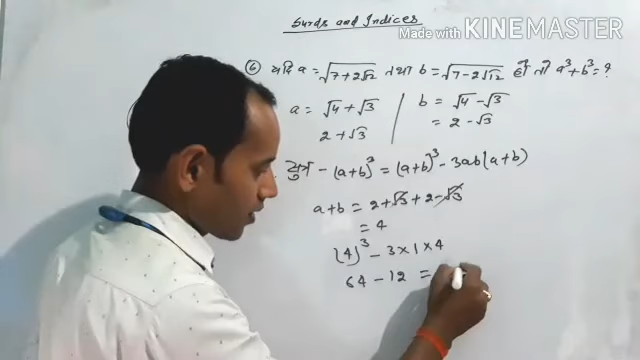 Surds and Indices
Made with KINEMASTER
⑥ यदि a = √(7+2√12) तथा b = √(7-2√12) हो तो a³+b³ = ?
a = √4 + √3
b = √4 - √3
2 + √3
= 2 - √3
सुत्र - (a+b)³ = (a+b)³ - 3ab(a+b)
a+b = 2+√3 + 2-√3
= 4
(4)³ - 3×1×4
64 - 12 =